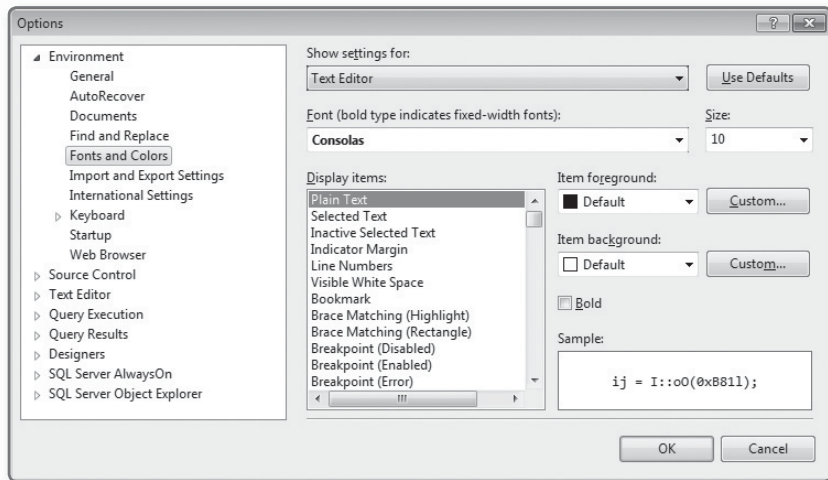 Options
Environment
General
AutoRecover
Documents
Find and Replace
Fonts and Colors
Import and Export Settings
International Settings
Keyboard
Startup
Web Browser
Source Control
Text Editor
Query Execution
Query Results
Designers
SQL Server AlwaysOn
SQL Server Object Explorer
Show settings for:
Text Editor
Use Defaults
Font (bold type indicates fixed-width fonts):
Size:
Consolas
10
Display items:
Plain Text
Selected Text
Inactive Selected Text
Indicator Margin
Line Numbers
Visible White Space
Bookmark
Brace Matching (Highlight)
Brace Matching (Rectangle)
Breakpoint (Disabled)
Breakpoint (Enabled)
Breakpoint (Error)
Item foreground:
Default
Custom...
Item background:
Default
Custom...
Bold
Sample:
ij = I::oO(0xB81l);
OK
Cancel